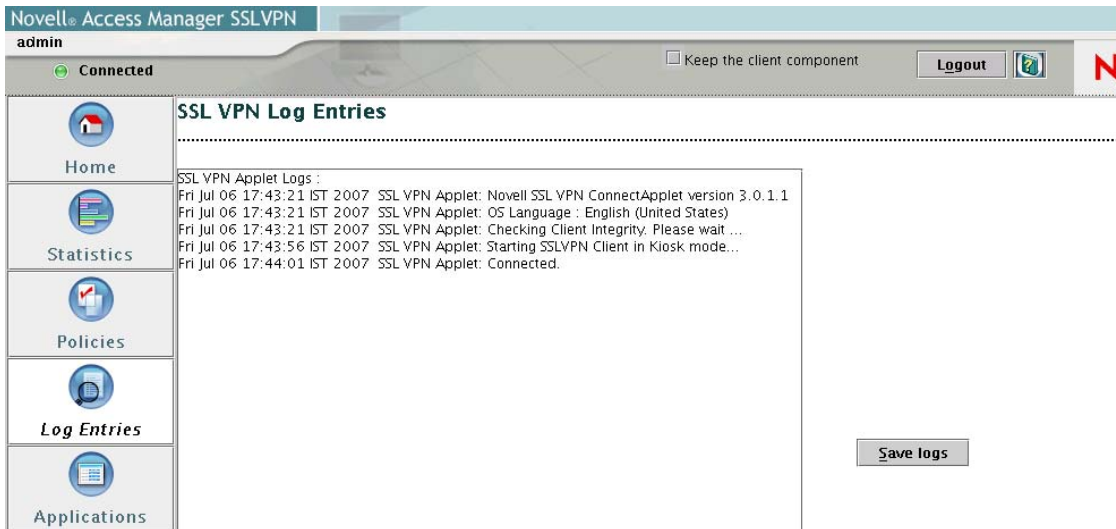 Novell® Access Manager SSLVPN
admin
Connected
Keep the client component
Logout
?
N
SSL VPN Log Entries
Home
Statistics
Policies
Log Entries
Applications
SSL VPN Applet Logs :
Fri Jul 06 17:43:21 IST 2007 SSL VPN Applet: Novell SSL VPN ConnectApplet version 3.0.1.1
Fri Jul 06 17:43:21 IST 2007 SSL VPN Applet: OS Language : English (United States)
Fri Jul 06 17:43:21 IST 2007 SSL VPN Applet: Checking Client Integrity. Please wait ...
Fri Jul 06 17:43:56 IST 2007 SSL VPN Applet: Starting SSLVPN Client in Kiosk mode...
Fri Jul 06 17:44:01 IST 2007 SSL VPN Applet: Connected.
Save logs